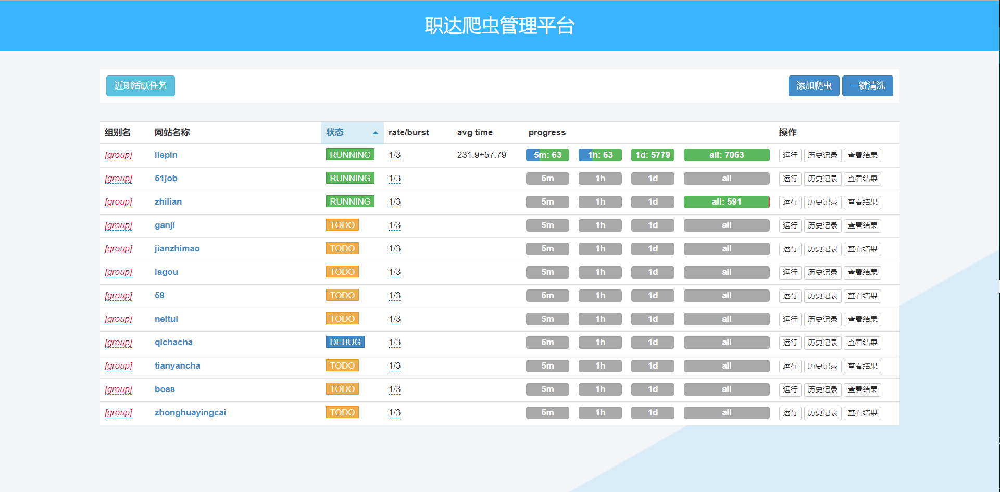 职达爬虫管理平台
近期活跃任务 添加爬虫 一键清洗
组别名 网站名称 状态 rate/burst avg time progress 操作
[group] liepin RUNNING 1/3 231.9+57.79 5m: 63 1h: 63 1d: 5779 all: 7063 运行 历史记录 查看结果
[group] 51job RUNNING 1/3 5m 1h 1d all 运行 历史记录 查看结果
[group] zhilian RUNNING 1/3 5m 1h 1d all: 591 运行 历史记录 查看结果
[group] ganji TODO 1/3 5m 1h 1d all 运行 历史记录 查看结果
[group] jianzhimao TODO 1/3 5m 1h 1d all 运行 历史记录 查看结果
[group] lagou TODO 1/3 5m 1h 1d all 运行 历史记录 查看结果
[group] 58 TODO 1/3 5m 1h 1d all 运行 历史记录 查看结果
[group] neitui TODO 1/3 5m 1h 1d all 运行 历史记录 查看结果
[group] qichacha DEBUG 1/3 5m 1h 1d all 运行 历史记录 查看结果
[group] tianyancha TODO 1/3 5m 1h 1d all 运行 历史记录 查看结果
[group] boss TODO 1/3 5m 1h 1d all 运行 历史记录 查看结果
[group] zhonghuayingcai TODO 1/3 5m 1h 1d all 运行 历史记录 查看结果